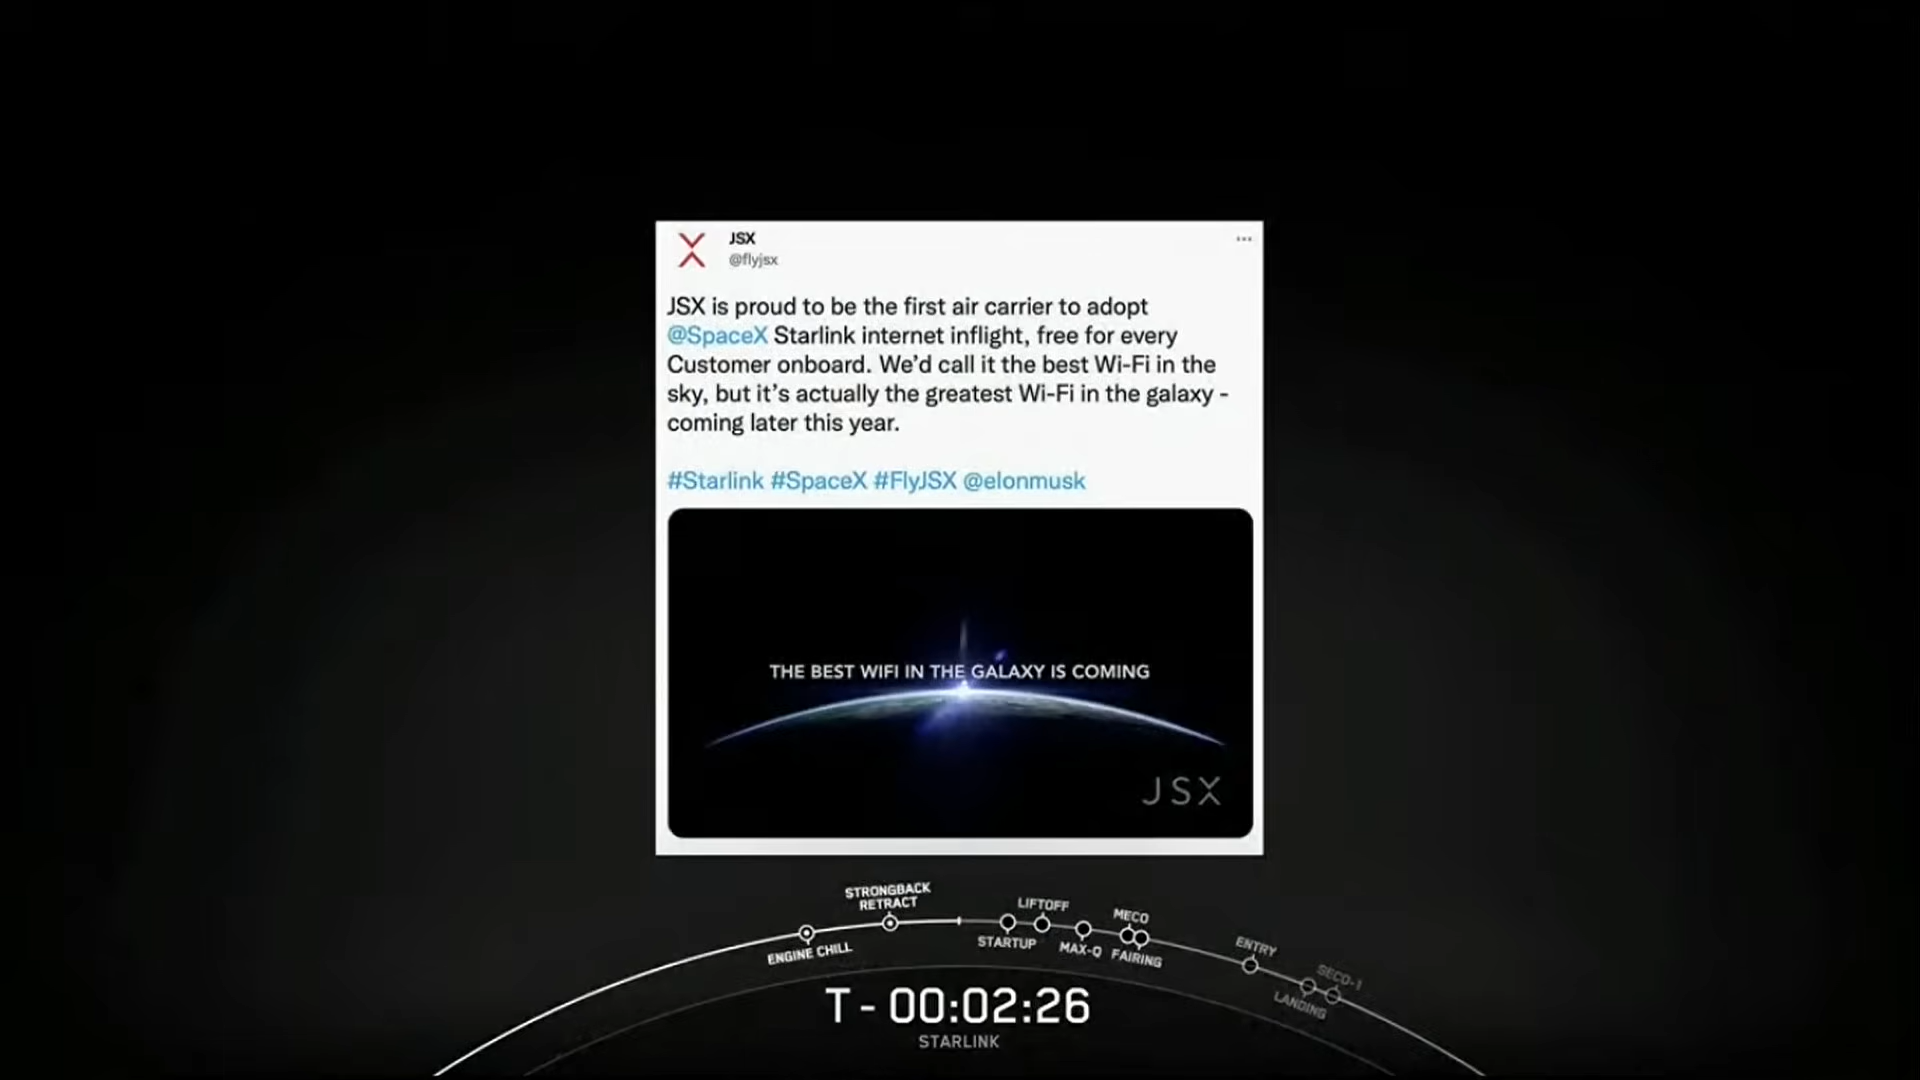 JSX
@flyjsx
JSX is proud to be the first air carrier to adopt
@SpaceX Starlink internet inflight, free for every
Customer onboard. We’d call it the best Wi-Fi in the
sky, but it’s actually the greatest Wi-Fi in the galaxy -
coming later this year.
#Starlink #SpaceX #FlyJSX @elonmusk
THE BEST WIFI IN THE GALAXY IS COMING
JSX
ENGINE CHILL
STRONGBACK
RETRACT
STARTUP
LIFTOFF
MAX-Q
MECO
FAIRING
ENTRY
LANDING
SECO-1
T - 00:02:26
STARLINK